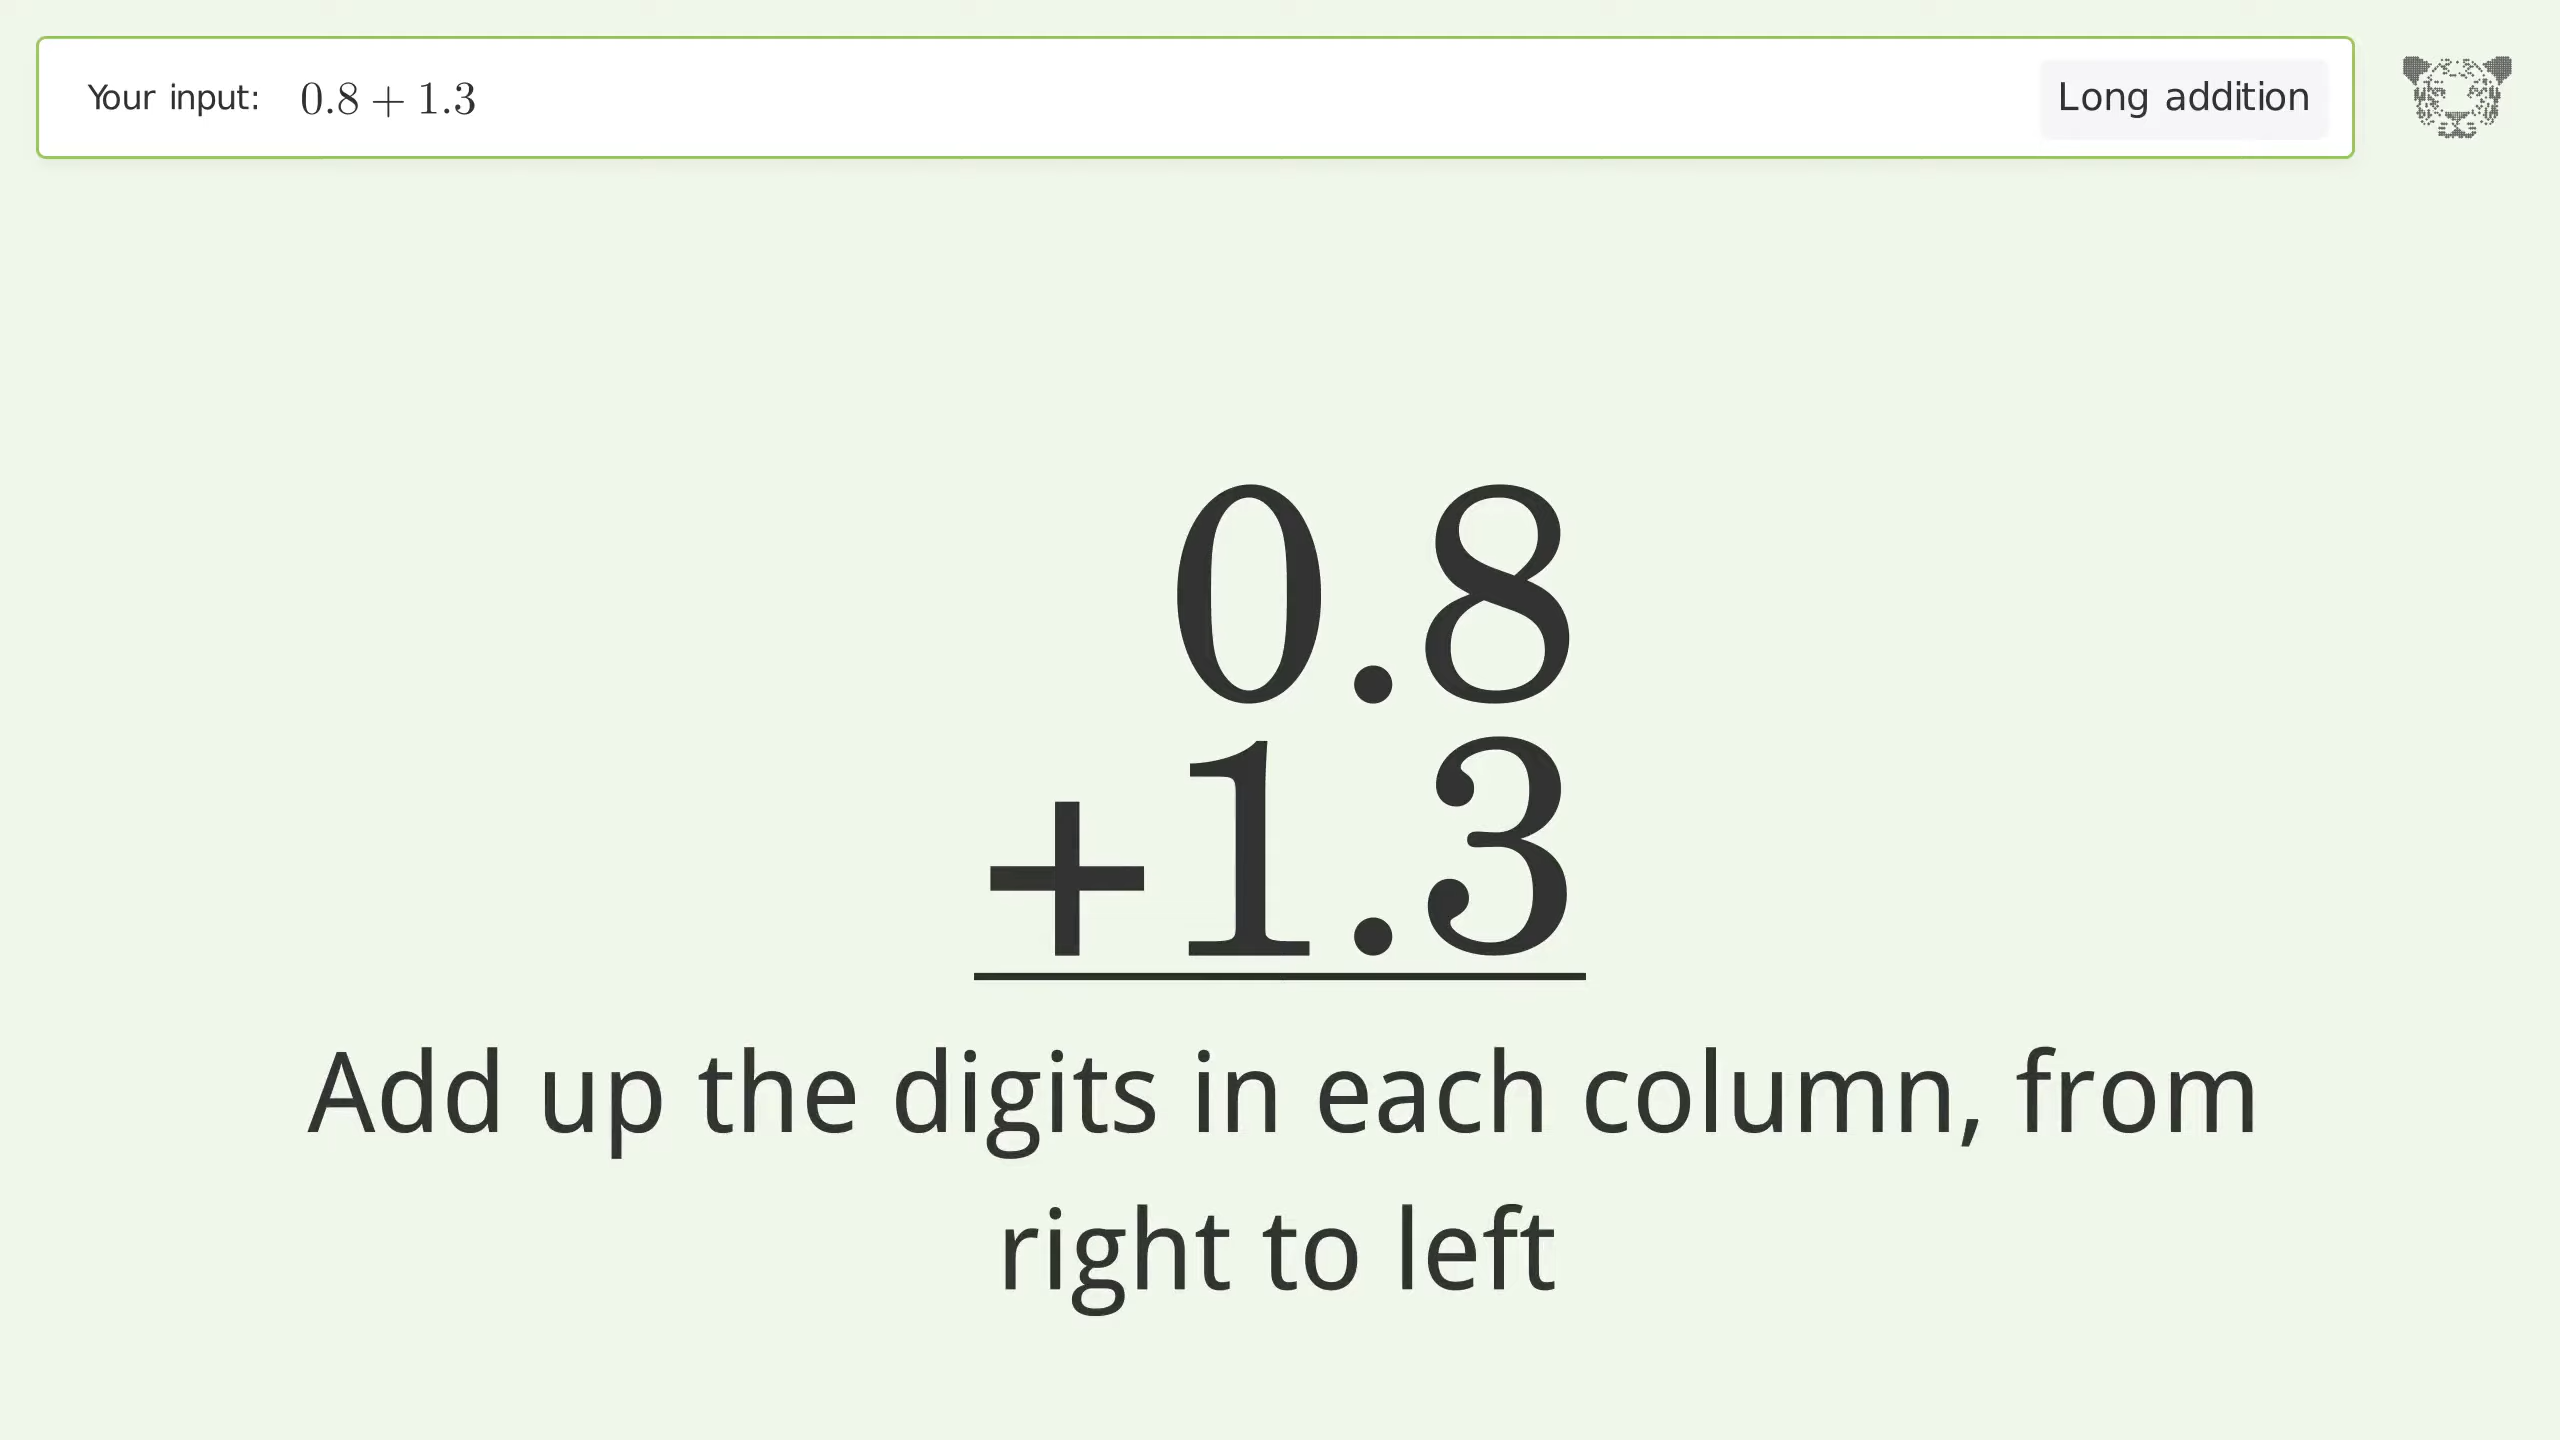 Your input: 0.8 + 1.3
Long addition
0.8
+1.3
Add up the digits in each column, from
right to left